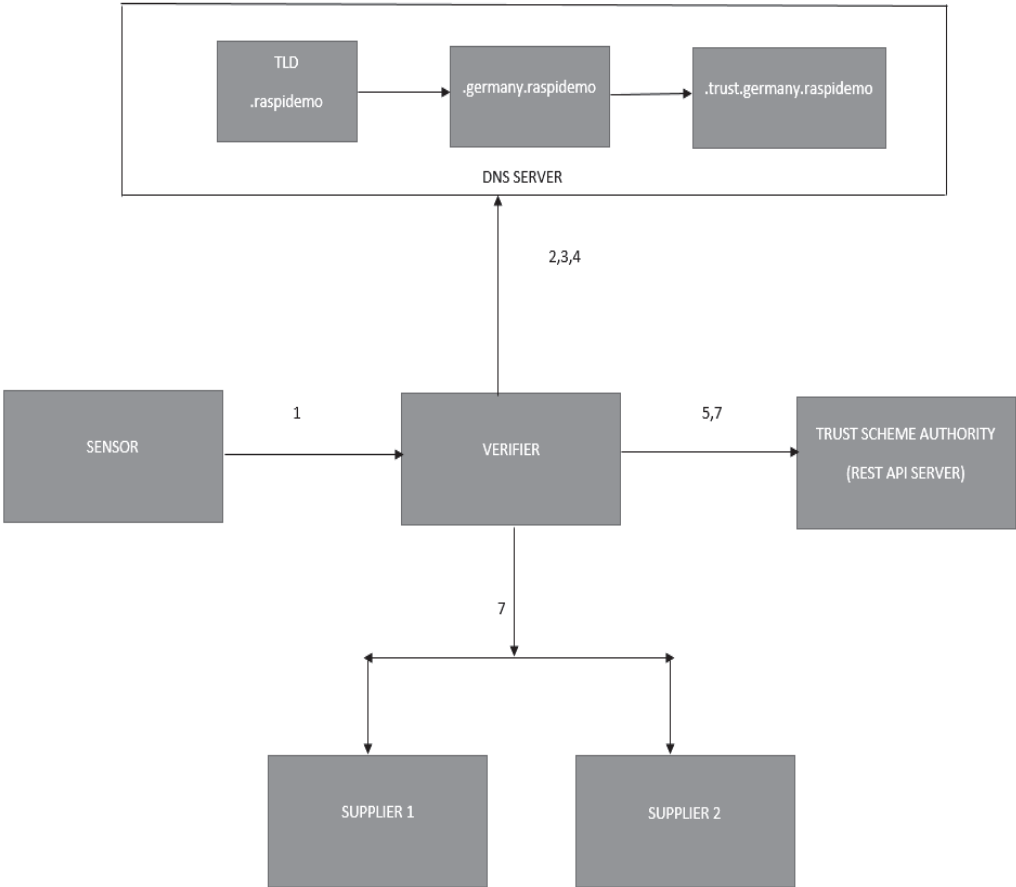 TLD
.raspidemo
.germany.raspidemo
.trust.germany.raspidemo
DNS SERVER
2,3,4
SENSOR
1
VERIFIER
5,7
TRUST SCHEME AUTHORITY
(REST API SERVER)
7
SUPPLIER 1
SUPPLIER 2